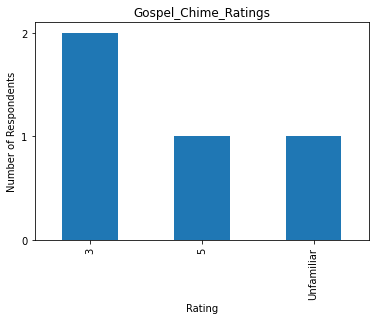 Gospel_Chime_Ratings
Number of Respondents
2
1
0
3
5
Unfamiliar
Rating